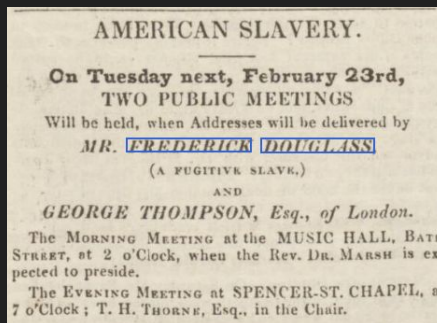 AMERICAN SLAVERY.
On Tuesday next, February 23rd,
TWO PUBLIC MEETINGS
Will be held, when Addresses will be delivered by
MR. FREDERICK DOUGLASS
(A FUGITIVE SLAVE,)
AND
GEORGE THOMPSON, Esq., of London.
The MORNING MEETING at the MUSIC HALL, BAT
STREET, at 2 o'Clock, when the Rev. DR. MARSH is ex
pected to preside.
The EVENING MEETING at SPENCER-ST. CHAPEL, a
7 o'Clock; T. H. THORNE, Esq., in the Chair.